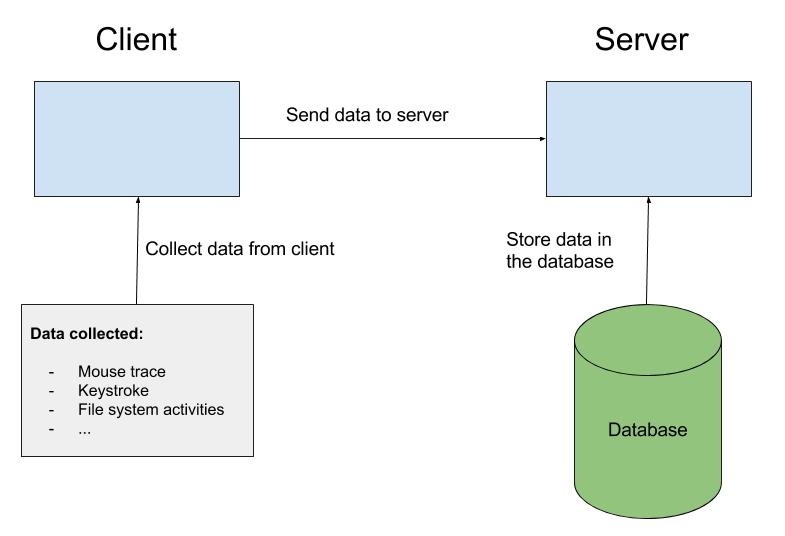 Client
Server
Send data to server
Collect data from client
Store data in
the database
Data collected:
- Mouse trace
- Keystroke
- File system activities
- ...
Database